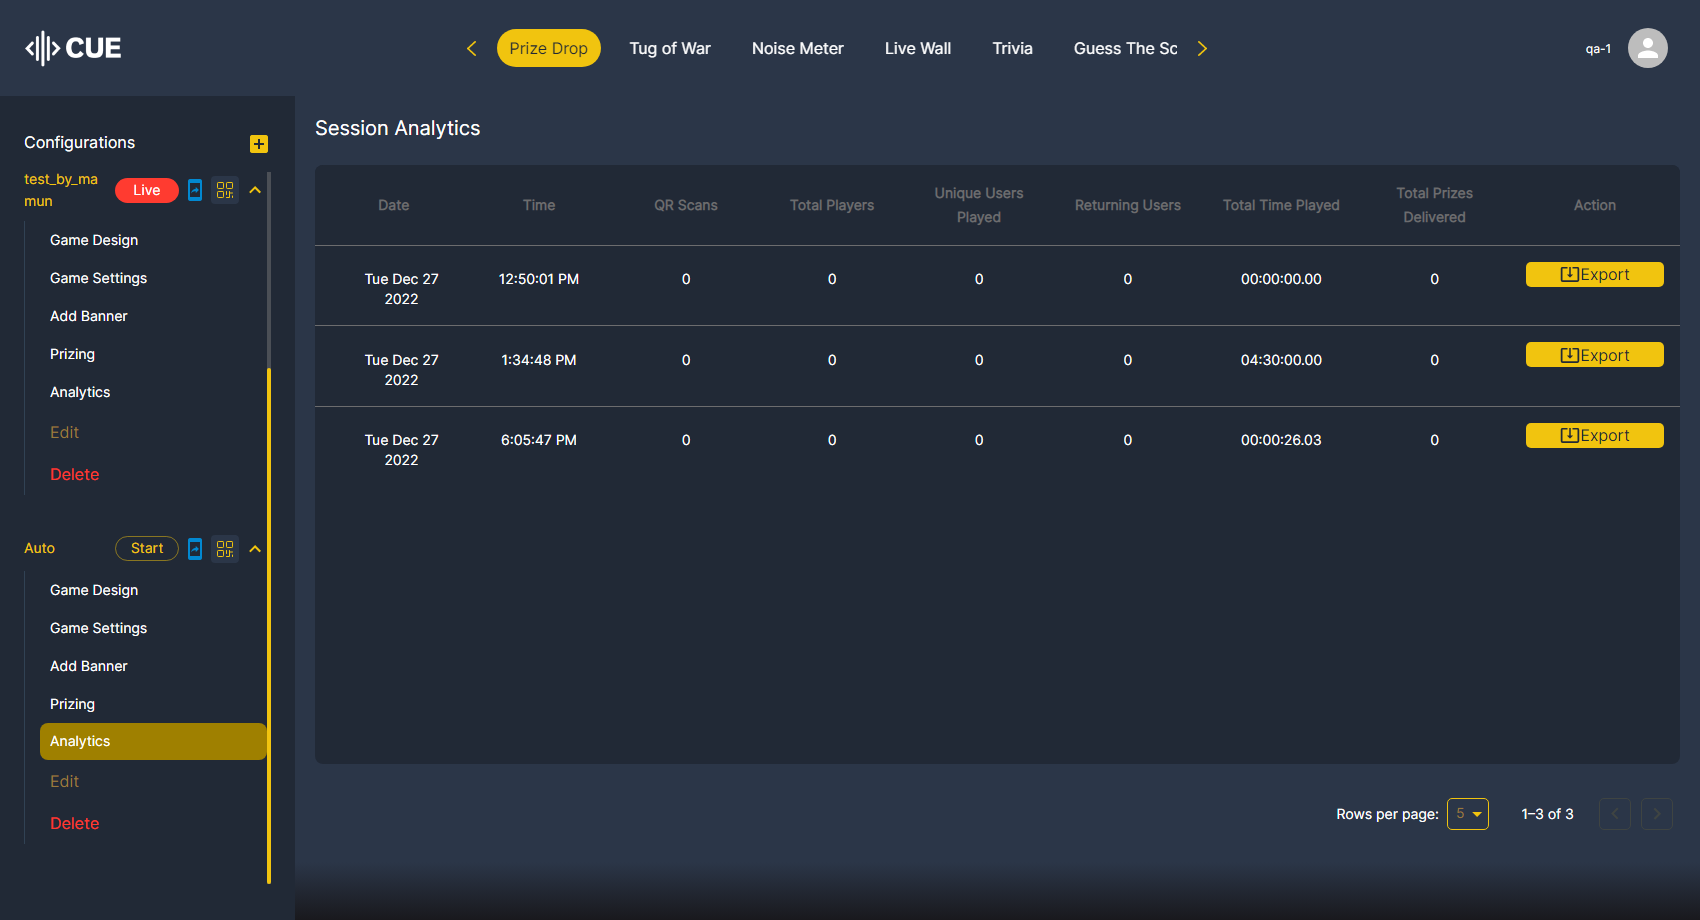 CUE
Prize Drop
Tug of War
Noise Meter
Live Wall
Trivia
Guess The Sc
qa-1
Configurations
test_by_ma
mun
Live
Game Design
Game Settings
Add Banner
Prizing
Analytics
Edit
Delete
Auto
Start
Game Design
Game Settings
Add Banner
Prizing
Analytics
Edit
Delete
Session Analytics
Date
Time
QR Scans
Total Players
Unique Users
Played
Returning Users
Total Time Played
Total Prizes
Delivered
Action
Tue Dec 27
2022
12:50:01 PM
0
0
0
0
00:00:00.00
0
Export
Tue Dec 27
2022
1:34:48 PM
0
0
0
0
04:30:00.00
0
Export
Tue Dec 27
2022
6:05:47 PM
0
0
0
0
00:00:26.03
0
Export
Rows per page:
5
1–3 of 3